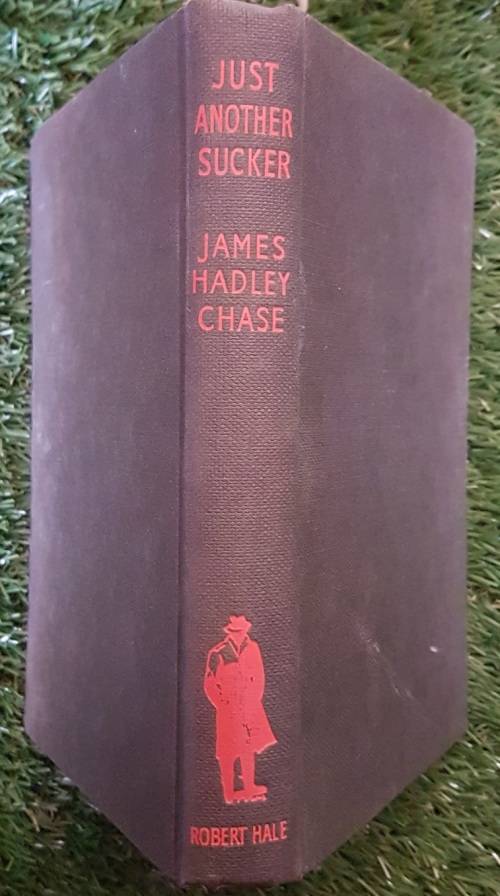 JUST
ANOTHER
SUCKER
JAMES
HADLEY
CHASE
ROBERT HALE